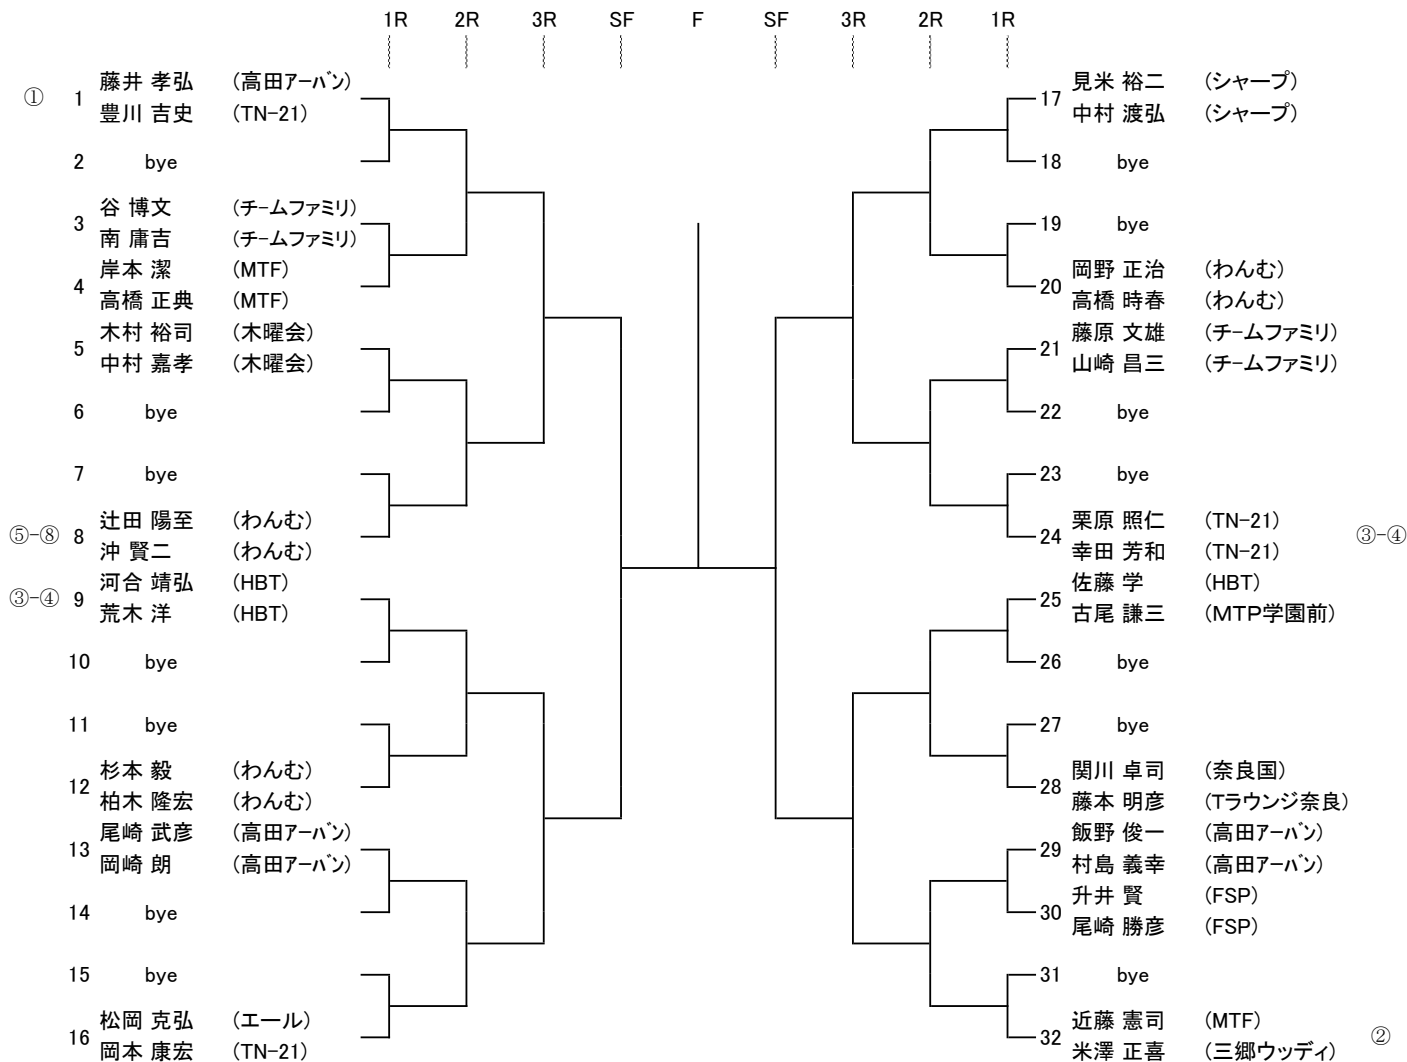 1R 2R 3R SF F SF 3R 2R 1R
① 1 藤井 孝弘 (高田アーバン)
豊川 吉史 (TN-21)
2 bye
3 谷 博文 (チームファミリ)
南 庸吉 (チームファミリ)
4 岸本 潔 (MTF)
高橋 正典 (MTF)
5 木村 裕司 (木曜会)
中村 嘉孝 (木曜会)
6 bye
7 bye
⑤-⑧ 8 辻田 陽至 (わんむ)
沖 賢二 (わんむ)
③-④ 9 河合 靖弘 (HBT)
荒木 洋 (HBT)
10 bye
11 bye
12 杉本 毅 (わんむ)
柏木 隆宏 (わんむ)
13 尾崎 武彦 (高田アーバン)
岡崎 朗 (高田アーバン)
14 bye
15 bye
16 松岡 克弘 (エール)
岡本 康宏 (TN-21)
17 見米 裕二 (シャープ)
中村 渡弘 (シャープ)
18 bye
19 bye
20 岡野 正治 (わんむ)
高橋 時春 (わんむ)
21 藤原 文雄 (チームファミリ)
山崎 昌三 (チームファミリ)
22 bye
23 bye
24 栗原 照仁 (TN-21) ③-④
幸田 芳和 (TN-21)
25 佐藤 学 (HBT)
古尾 謙三 (MTP学園前)
26 bye
27 bye
28 関川 卓司 (奈良国)
藤本 明彦 (Tラウンジ奈良)
29 飯野 俊一 (高田アーバン)
村島 義幸 (高田アーバン)
30 升井 賢 (FSP)
尾崎 勝彦 (FSP)
31 bye
32 近藤 憲司 (MTF) ②
米澤 正喜 (三郷ウッディ)